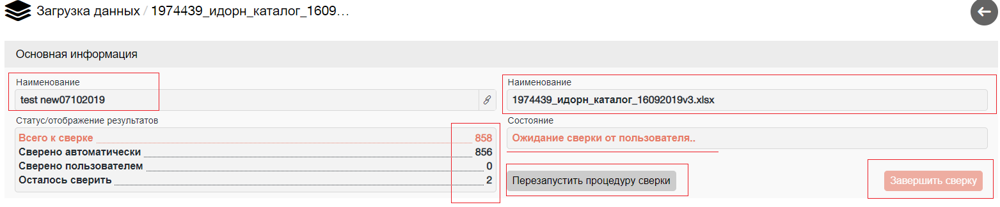 Загрузка данных / 1974439_идорн_каталог_1609...
Основная информация
Наименование
test new07102019
Наименование
1974439_идорн_каталог_16092019v3.xlsx
Статус/отображение результатов
Всего к сверке 858
Сверено автоматически 856
Сверено пользователем 0
Осталось сверить 2
Состояние
Ожидание сверки от пользователя..
Перезапустить процедуру сверки
Завершить сверку